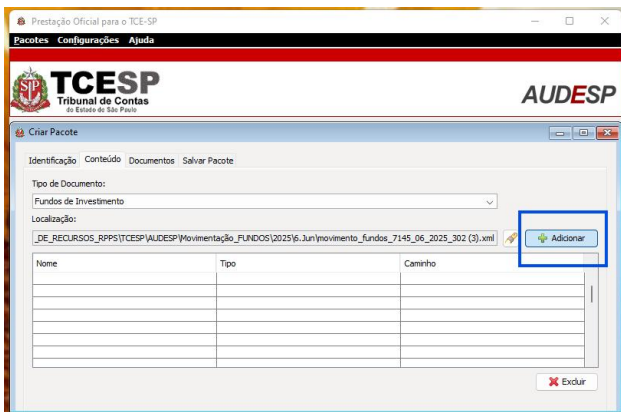 Prestação Oficial para o TCE-SP
Pacotes Configurações Ajuda
SP
TCESP
Tribunal de Contas
do Estado de São Paulo
AUDESP
Criar Pacote
Identificação Conteúdo Documentos Salvar Pacote
Tipo de Documento:
Fundos de Investimento
Localização:
_DE_RECURSOS_RPPS\TCESP\AUDESP\Movimentação_FUNDOS\2025\6.Jun\movimento_fundos_7145_06_2025_302 (3).xml Adicionar
Nome Tipo Caminho
Excluir